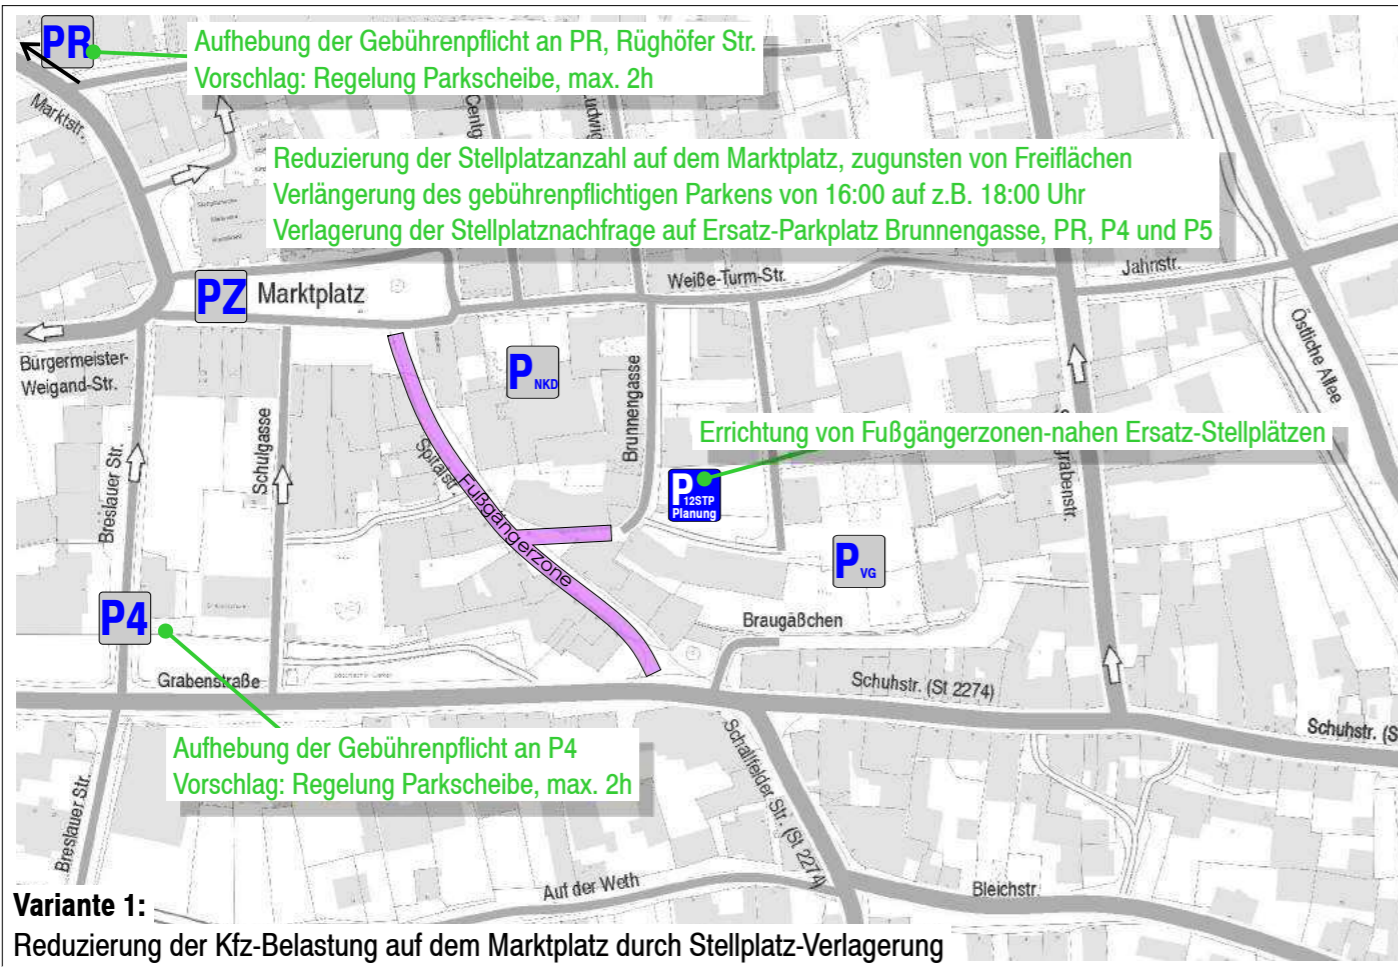 PR
Aufhebung der Gebührenpflicht an PR, Rüghöfer Str.
Vorschlag: Regelung Parkscheibe, max. 2h
Marktstr.
Reduzierung der Stellplatzanzahl auf dem Marktplatz, zugunsten von Freiflächen
Verlängerung des gebührenpflichtigen Parkens von 16:00 auf z.B. 18:00 Uhr
Verlagerung der Stellplatznachfrage auf Ersatz-Parkplatz Brunnengasse, PR, P4 und P5
Jahnstr.
Weiße-Turm-Str.
PZ
Marktplatz
Östliche Allee
Bürgermeister-
Weigand-Str.
P NKD
Brunnengasse
Schulgasse
Breslauer Str.
Spitalstr.
Fußgängerzone
Errichtung von Fußgängerzonen-nahen Ersatz-Stellplätzen
P
12STP
Planung
grabenstr.
P VG
P4
Braugäßchen
Grabenstraße
Schuhstr. (St 2274)
Schuhstr. (S
Aufhebung der Gebührenpflicht an P4
Vorschlag: Regelung Parkscheibe, max. 2h
Schallfelder Str. (St 2274)
Breslauer Str.
Auf der Weth
Bleichstr.
Variante 1:
Reduzierung der Kfz-Belastung auf dem Marktplatz durch Stellplatz-Verlagerung